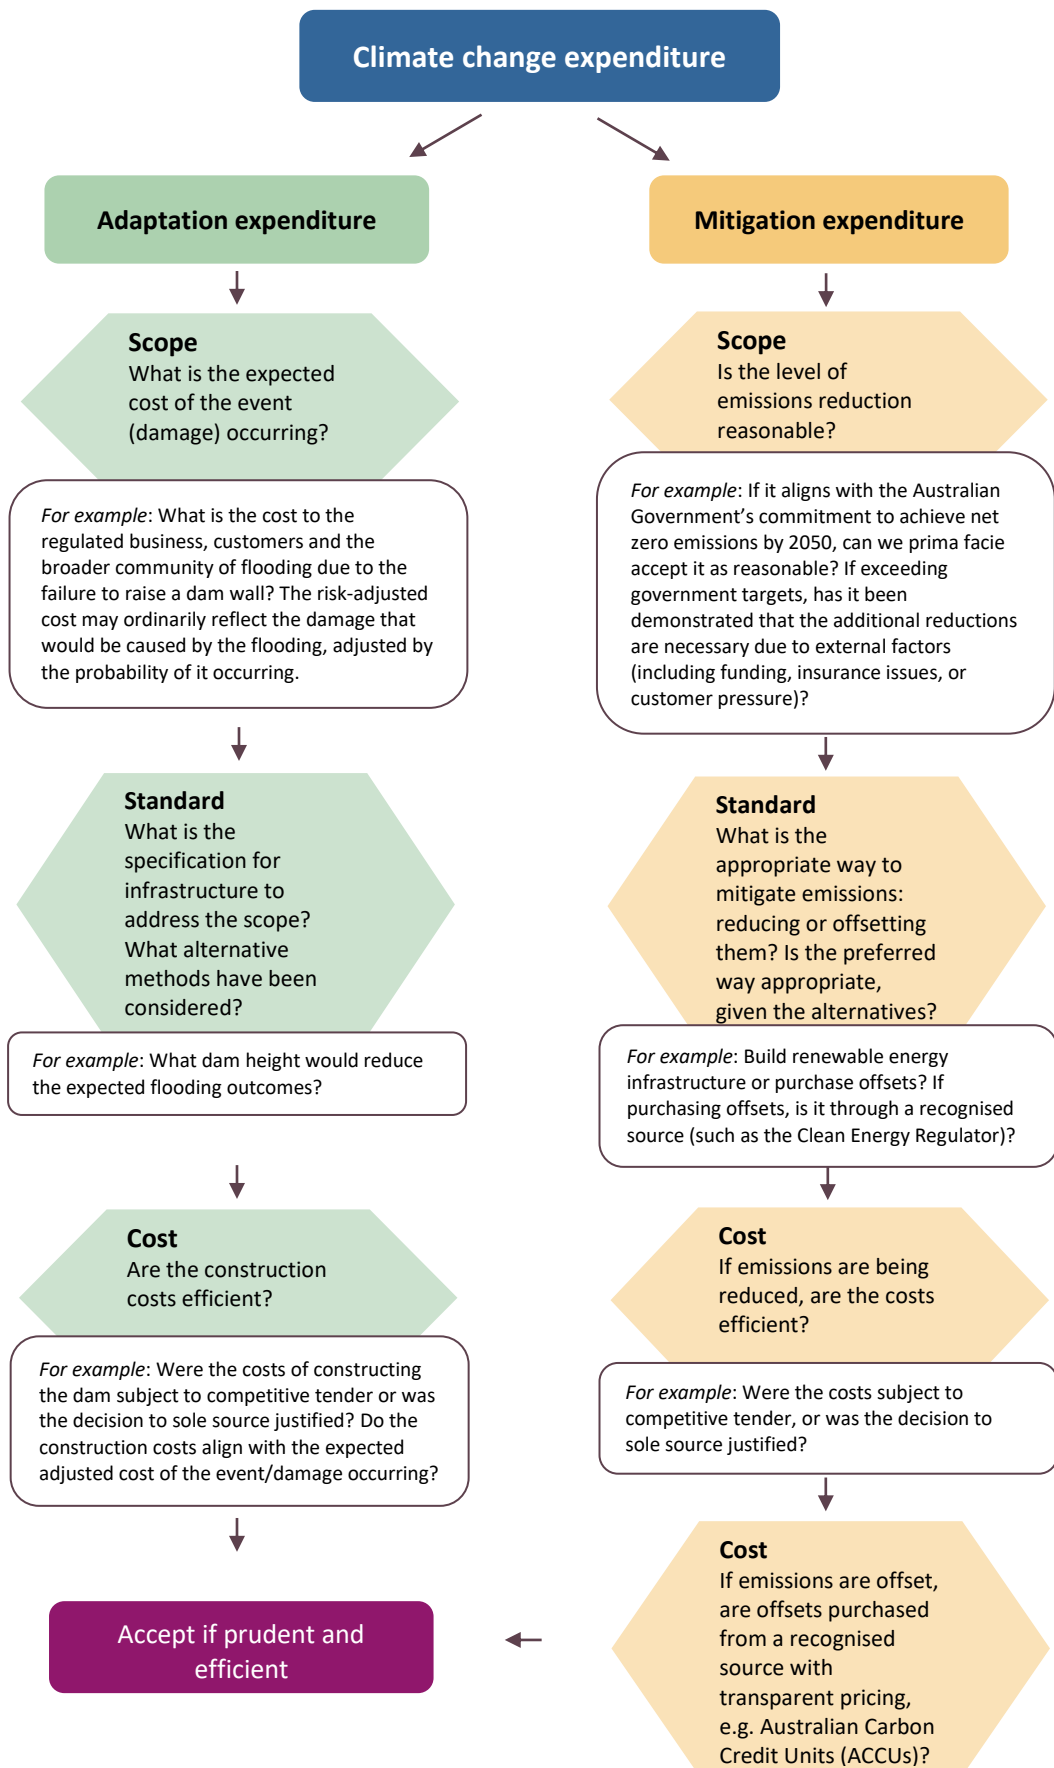 Climate change expenditure
Adaptation expenditure
Scope
What is the expected
cost of the event
(damage) occurring?
For example: What is the cost to the
regulated business, customers and the
broader community of flooding due to the
failure to raise a dam wall? The risk-adjusted
cost may ordinarily reflect the damage that
would be caused by the flooding, adjusted by
the probability of it occurring.
Standard
What is the
specification for
infrastructure to
address the scope?
What alternative
methods have been
considered?
For example: What dam height would reduce
the expected flooding outcomes?
Cost
Are the construction
costs efficient?
For example: Were the costs of constructing
the dam subject to competitive tender or was
the decision to sole source justified? Do the
construction costs align with the expected
adjusted cost of the event/damage occurring?
Mitigation expenditure
Scope
Is the level of
emissions reduction
reasonable?
For example: If it aligns with the Australian
Government’s commitment to achieve net
zero emissions by 2050, can we prima facie
accept it as reasonable? If exceeding
government targets, has it been
demonstrated that the additional reductions
are necessary due to external factors
(including funding, insurance issues, or
customer pressure)?
Standard
What is the
appropriate way to
mitigate emissions:
reducing or offsetting
them? Is the preferred
way appropriate,
given the alternatives?
For example: Build renewable energy
infrastructure or purchase offsets? If
purchasing offsets, is it through a recognised
source (such as the Clean Energy Regulator)?
Cost
If emissions are being
reduced, are the costs
efficient?
For example: Were the costs subject to
competitive tender, or was the decision to
sole source justified?
Cost
If emissions are offset,
are offsets purchased
from a recognised
source with
transparent pricing,
e.g. Australian Carbon
Credit Units (ACCUs)?
Accept if prudent and
efficient